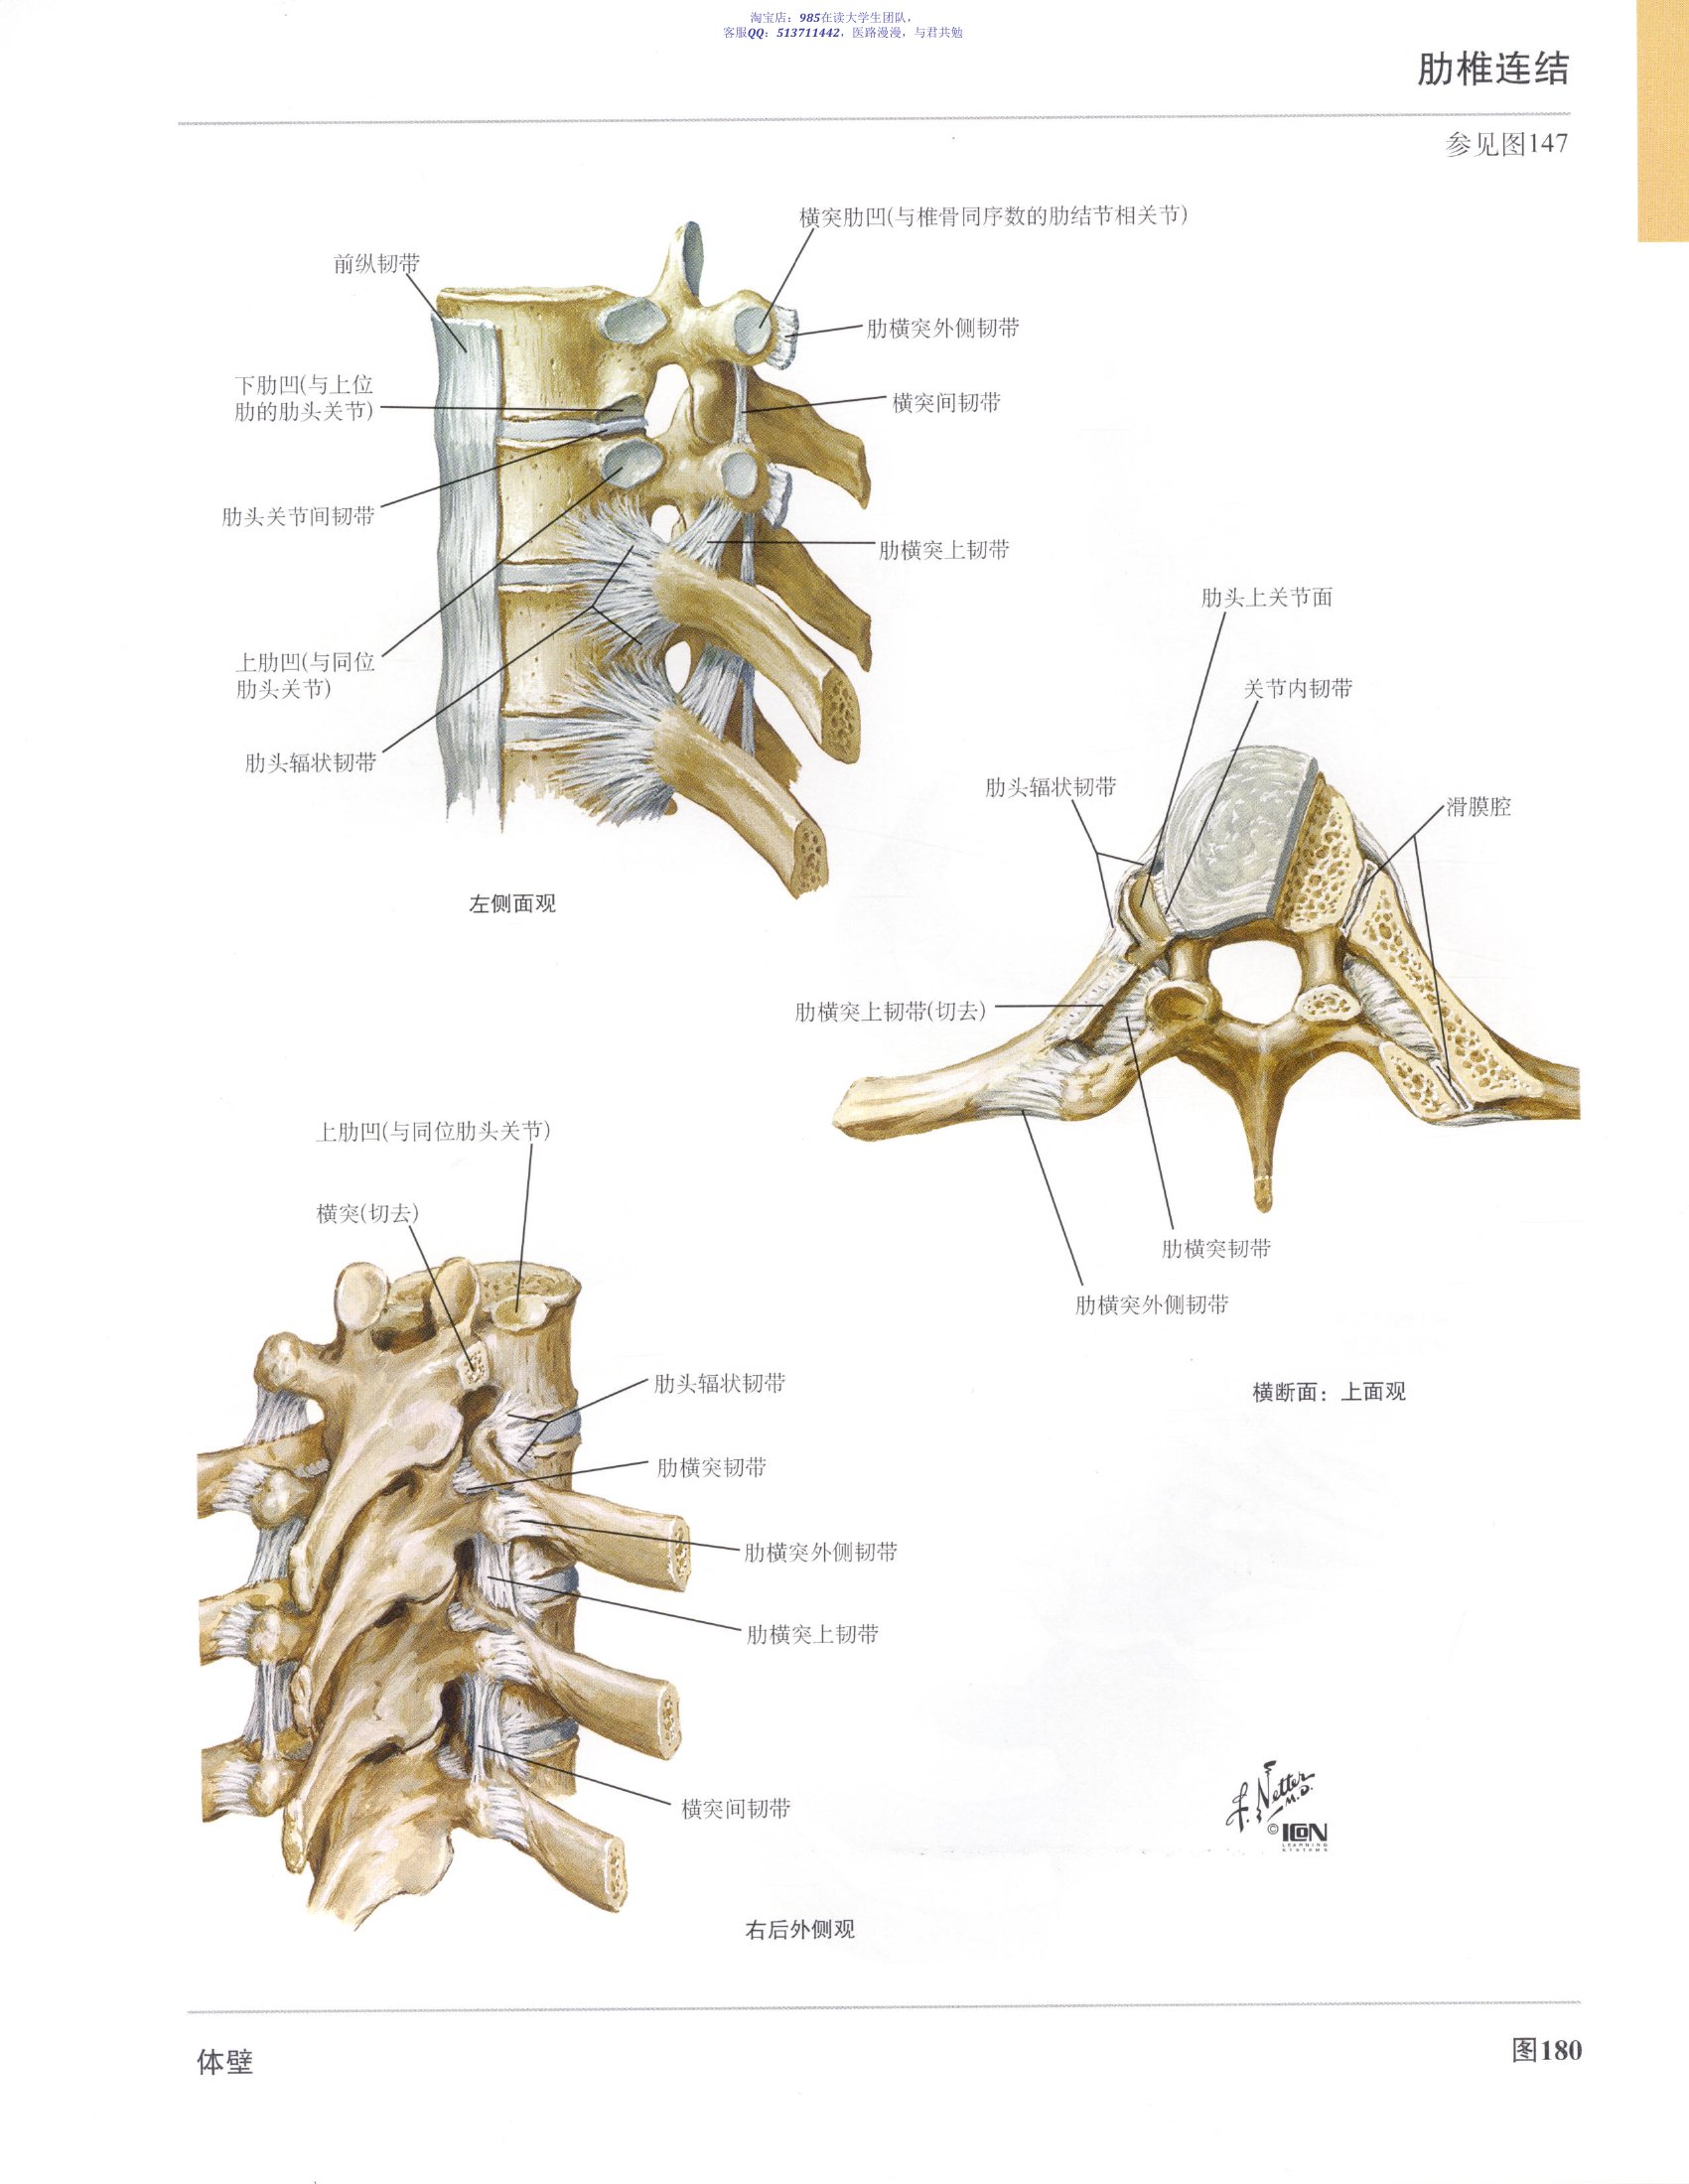 淘宝店：985在读大学生团队，
客服QQ：513711442，医路漫漫，与君共勉
肋椎连结
参见图147
横突肋凹(与椎骨同序数的肋结节相关节)
前纵韧带
肋横突外侧韧带
下肋凹(与上位
肋的肋头关节)
横突间韧带
肋头关节间韧带
肋横突上韧带
上肋凹(与同位
肋头关节)
肋头辐状韧带
左侧面观
肋头上关节面
关节内韧带
肋头辐状韧带
滑膜腔
肋横突上韧带(切去)
肋横突韧带
肋横突外侧韧带
横断面：上面观
上肋凹(与同位肋头关节)
横突(切去)
肋头辐状韧带
肋横突韧带
肋横突外侧韧带
肋横突上韧带
横突间韧带
右后外侧观
F. Netter
M.D.
© ICON
LEARNING
SYSTEMS
体壁
图180